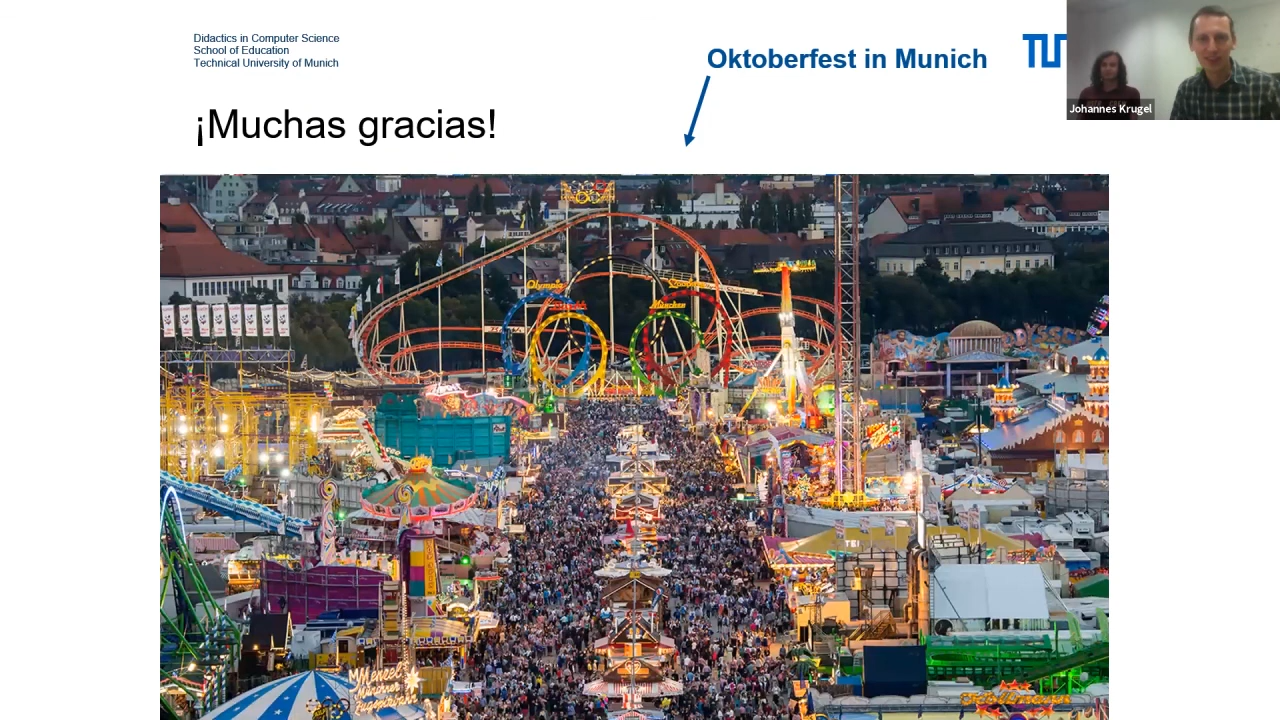 Didactics in Computer Science
School of Education
Technical University of Munich
Oktoberfest in Munich
Johannes Krugel
¡Muchas gracias!
Olympia
München